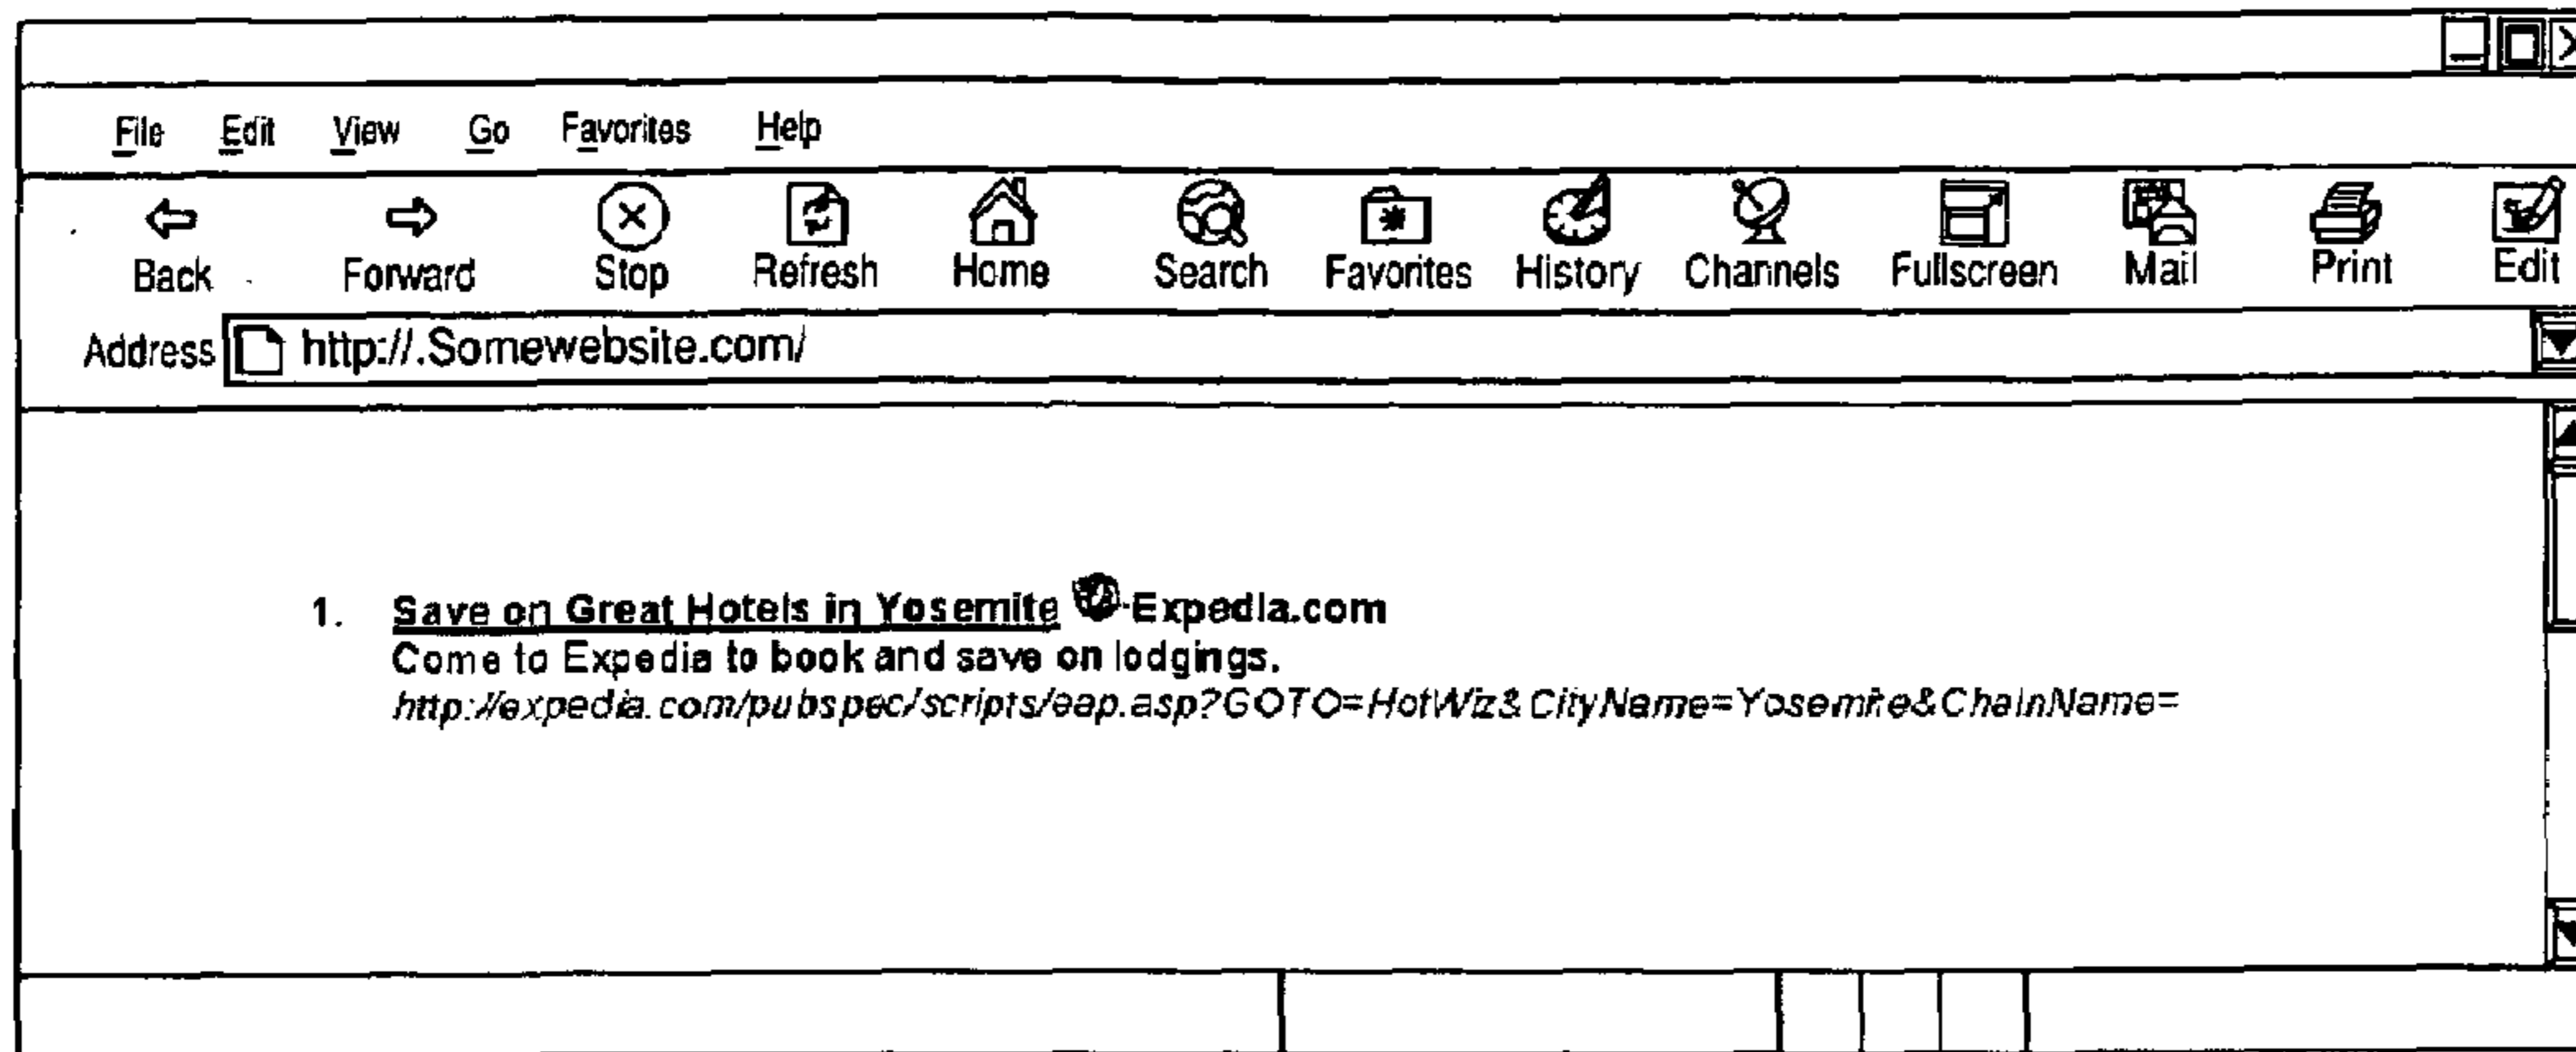 File Edit View Go Favorites Help
Back Forward Stop Refresh Home Search Favorites History Channels Fullscreen Mail Print Edit
Address http://.Somewebsite.com/
1. Save on Great Hotels in Yosemite Expedia.com
Come to Expedia to book and save on lodgings.
http://expedia.com/pubspec/scripts/eap.asp?GOTO=HotWiz&CityName=Yosemite&ChainName=